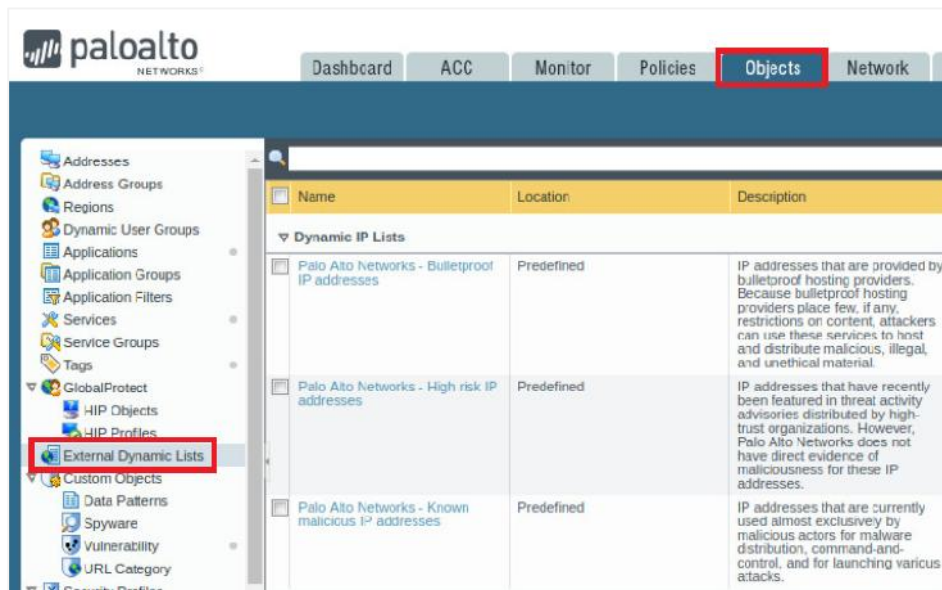 paloalto
NETWORKS®
Dashboard ACC Monitor Policies Objects Network
Addresses
Address Groups
Regions
Dynamic User Groups
Applications
Application Groups
Application Filters
Services
Service Groups
Tags
GlobalProtect
HIP Objects
HIP Profiles
External Dynamic Lists
Custom Objects
Data Patterns
Spyware
Vulnerability
URL Category
Security Profiles
Name Location Description
Dynamic IP Lists
Palo Alto Networks - Bulletproof
IP addresses
Predefined
IP addresses that are provided by
bulletproof hosting providers.
Because bulletproof hosting
providers place few, if any,
restrictions on content, attackers
can use these services to host
and distribute malicious, illegal,
and unethical material.
Palo Alto Networks - High risk IP
addresses
Predefined
IP addresses that have recently
been featured in threat activity
advisories distributed by high-
trust organizations. However,
Palo Alto Networks does not
have direct evidence of
maliciousness for these IP
addresses.
Palo Alto Networks - Known
malicious IP addresses
Predefined
IP addresses that are currently
used almost exclusively by
malicious actors for malware
distribution, command-and-
control, and for launching various
attacks.